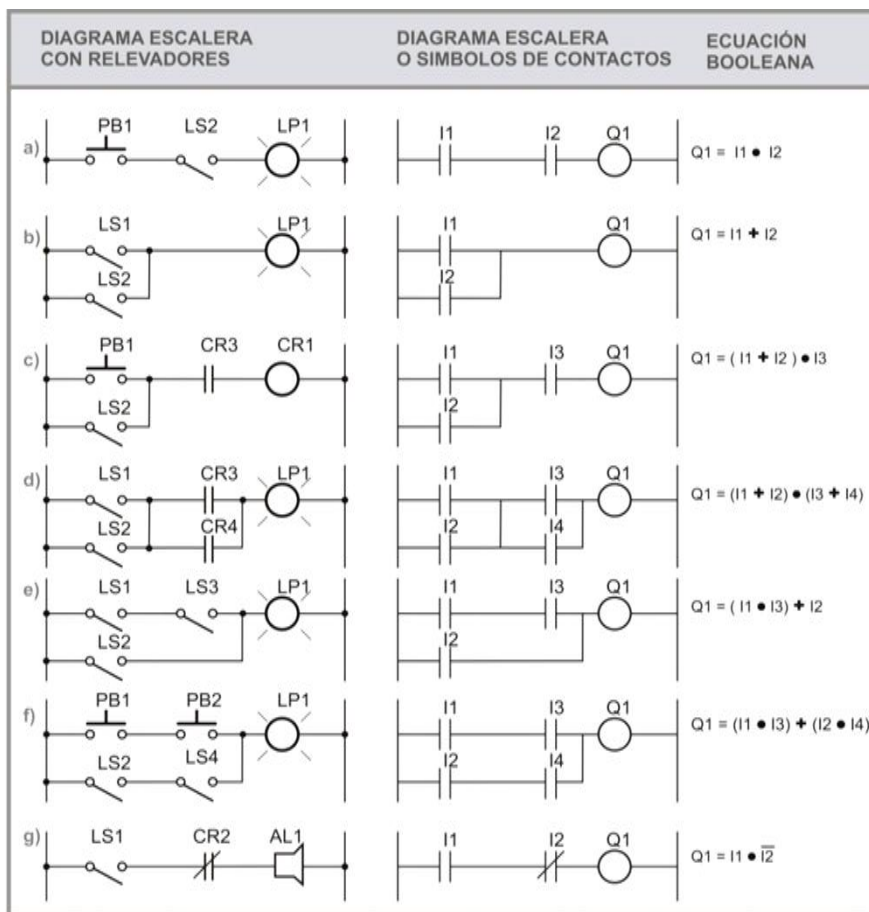 DIAGRAMA ESCALERA
CON RELEVADORES
DIAGRAMA ESCALERA
O SIMBOLOS DE CONTACTOS
ECUACIÓN
BOOLEANA
a)
PB1 LS2 LP1
I1 I2 Q1
Q1 = I1 • I2
b)
LS1 LP1
LS2
I1 Q1
I2
Q1 = I1 + I2
c)
PB1 CR3 CR1
LS2
I1 I3 Q1
I2
Q1 = ( I1 + I2 ) • I3
d)
LS1 CR3 LP1
LS2 CR4
I1 I3 Q1
I2 I4
Q1 = (I1 + I2) • (I3 + I4)
e)
LS1 LS3 LP1
LS2
I1 I3 Q1
I2
Q1 = ( I1 • I3) + I2
f)
PB1 PB2 LP1
LS2 LS4
I1 I3 Q1
I2 I4
Q1 = (I1 • I3) + (I2 • I4)
g)
LS1 CR2 AL1
I1 I2 Q1
Q1 = I1 • I̅2̅